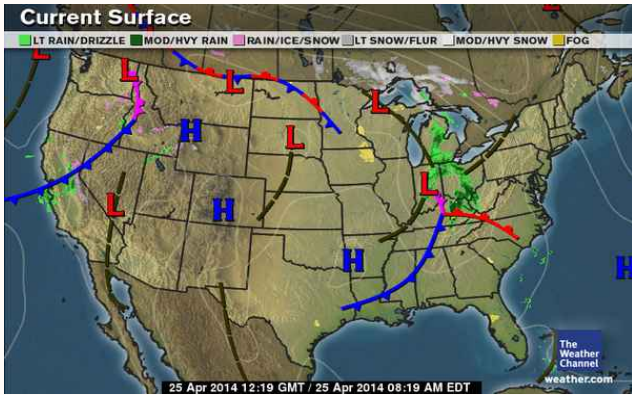 Current Surface
LT RAIN/DRIZZLE MOD/HVY RAIN RAIN/ICE/SNOW LT SNOW/FLUR MOD/HVY SNOW FOG
L
L
L
L
H
L
L
H
L
H
H
The
Weather
Channel
weather.com
25 Apr 2014 12:19 GMT / 25 Apr 2014 08:19 AM EDT